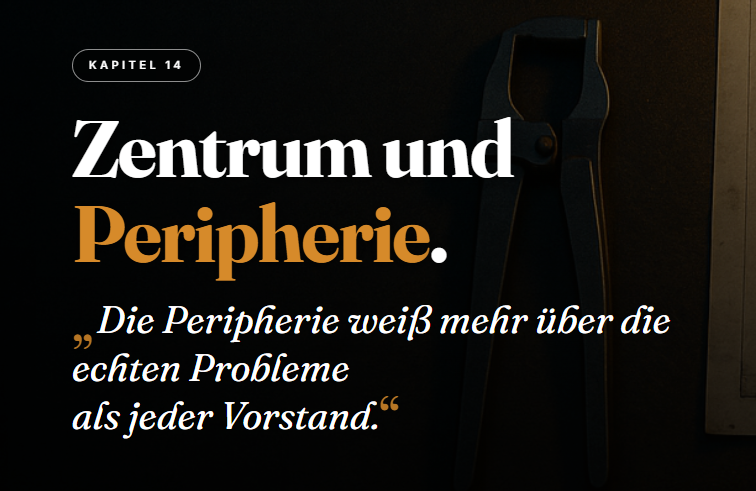 KAPITEL 14
Zentrum und
Peripherie.
„Die Peripherie weiß mehr über die
echten Probleme
als jeder Vorstand.“